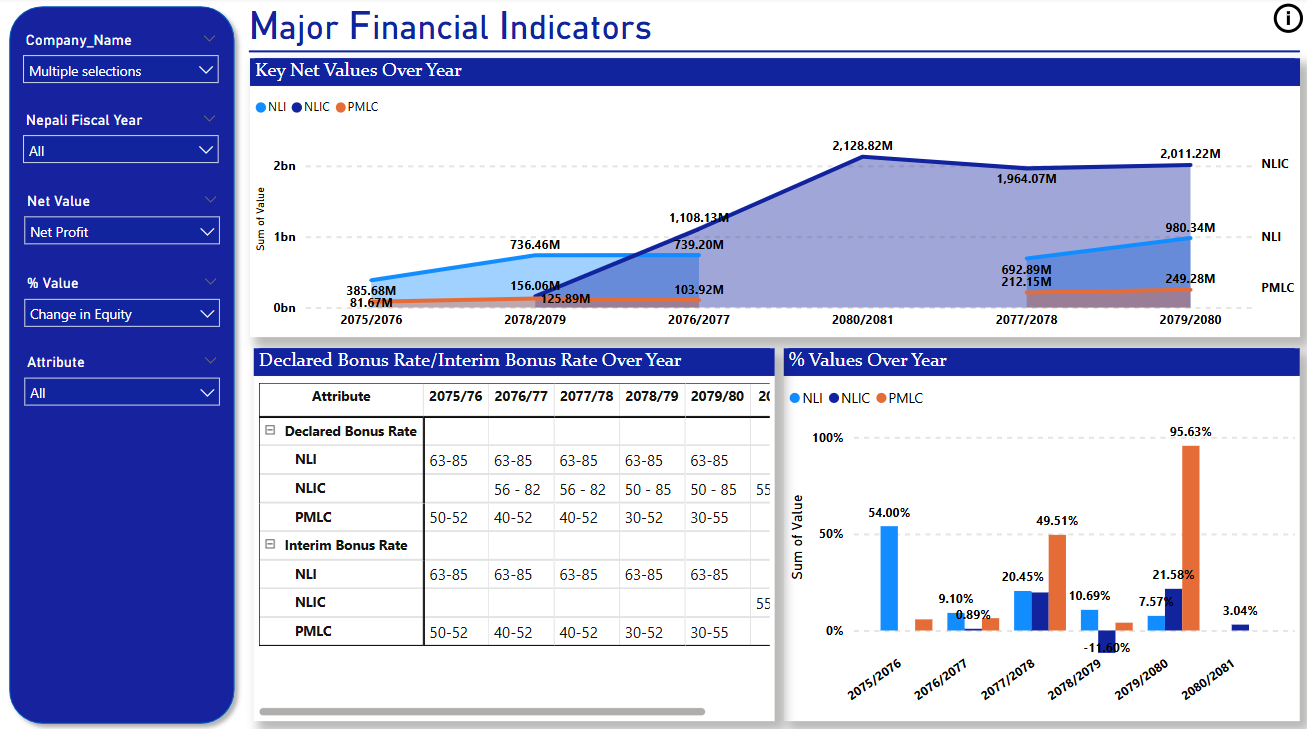 Major Financial Indicators
Company_Name
Multiple selections
Nepali Fiscal Year
All
Net Value
Net Profit
% Value
Change in Equity
Attribute
All
Key Net Values Over Year
NLI NLIC PMLC
Sum of Value
2bn
1bn
0bn
385.68M
81.67M
736.46M
156.06M
125.89M
1,108.13M
739.20M
103.92M
2,128.82M
1,964.07M
692.89M
212.15M
2,011.22M
980.34M
249.28M
NLIC
NLI
PMLC
2075/2076 2078/2079 2076/2077 2080/2081 2077/2078 2079/2080
Declared Bonus Rate/Interim Bonus Rate Over Year
Attribute 2075/76 2076/77 2077/78 2078/79 2079/80 20
Declared Bonus Rate
NLI 63-85 63-85 63-85 63-85 63-85
NLIC 56 - 82 56 - 82 50 - 85 50 - 85 55
PMLC 50-52 40-52 40-52 30-52 30-55
Interim Bonus Rate
NLI 63-85 63-85 63-85 63-85 63-85
NLIC 55
PMLC 50-52 40-52 40-52 30-52 30-55
% Values Over Year
NLI NLIC PMLC
Sum of Value
100%
50%
0%
54.00%
9.10%
0.89%
20.45%
49.51%
10.69%
-11.60%
7.57%
21.58%
95.63%
3.04%
2075/2076 2076/2077 2077/2078 2078/2079 2079/2080 2080/2081